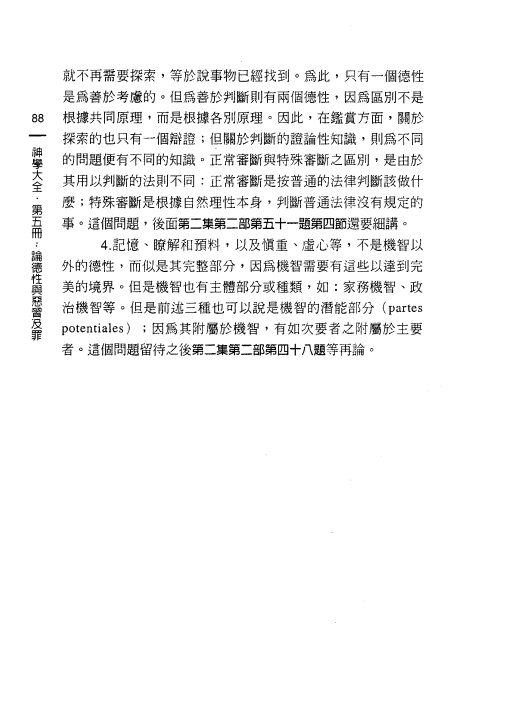 就不再需要探索，等於說事物已經找到。爲此，只有一個德性
是爲善於考慮的。但爲善於判斷則有兩個德性，因爲區別不是
根據共同原理，而是根據各別原理。因此，在鑑賞方面，關於
探索的也只有一個辯證；但關於判斷的證論性知識，則爲不同
的問題便有不同的知識。正常審斷與特殊審斷之區別，是由於
其用以判斷的法則不同：正常審斷是按普通的法律判斷該做什
麼；特殊審斷是根據自然理性本身，判斷普通法律沒有規定的
事。這個問題，後面第二集第二部第五十一題第四節還要細講。
4.記憶、瞭解和預料，以及愼重、虛心等，不是機智以
外的德性，而似是其完整部分，因爲機智需要有這些以達到完
美的境界。但是機智也有主體部分或種類，如：家務機智、政
治機智等。但是前述三種也可以說是機智的潛能部分（partes
potentiales）；因爲其附屬於機智，有如次要者之附屬於主要
者。這個問題留待之後第二集第二部第四十八題等再論。
88
神學大全．第五冊：論德性與惡習及罪